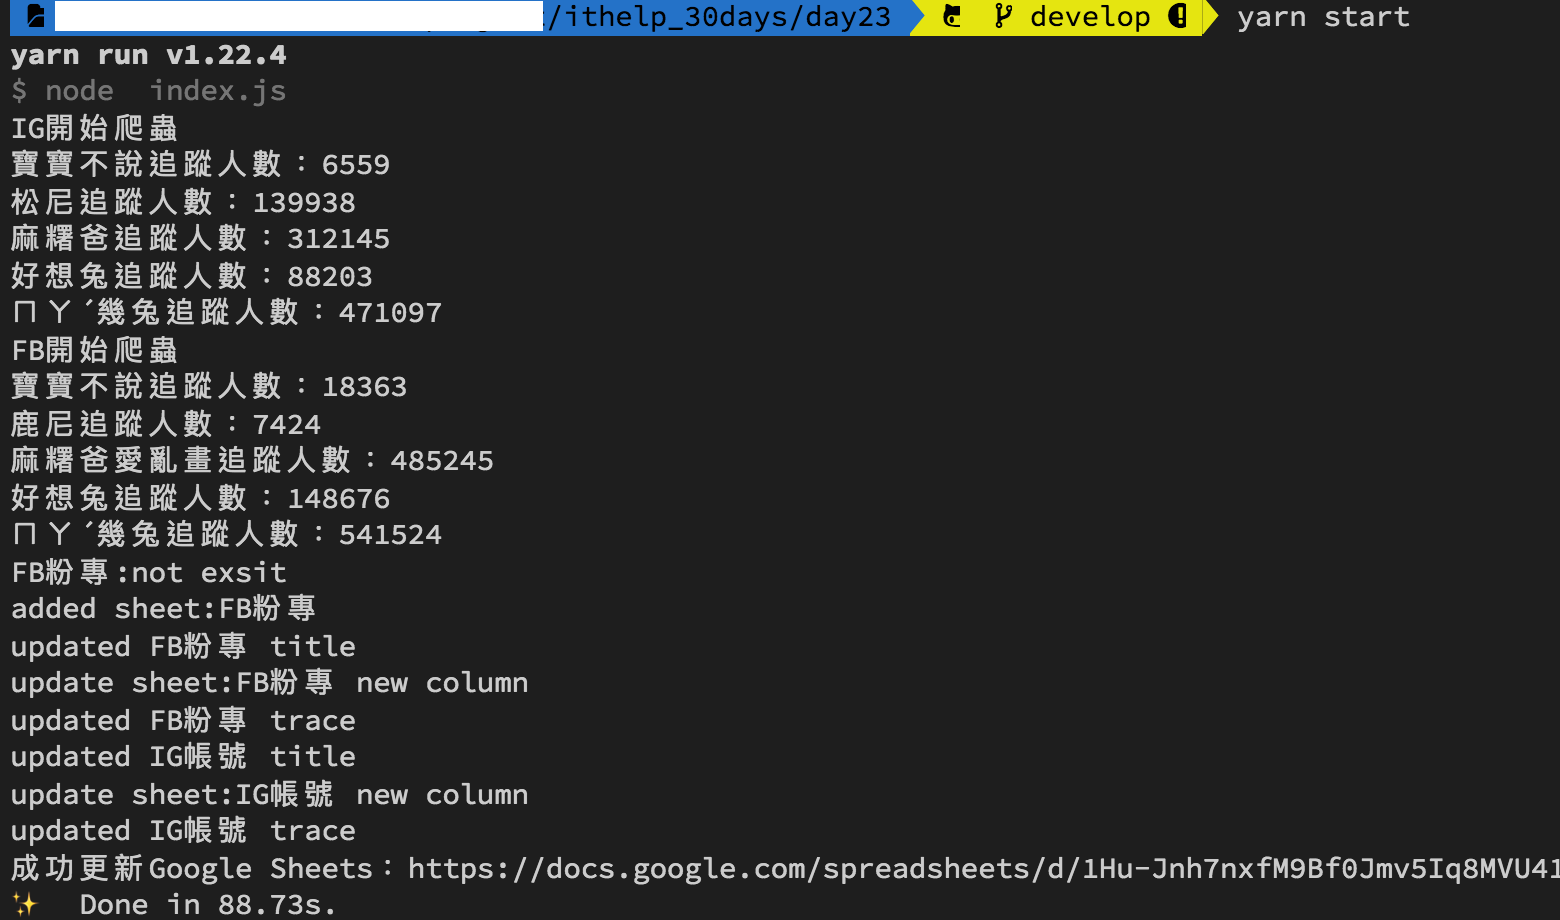 /ithelp_30days/day23 develop yarn start
yarn run v1.22.4
$ node  index.js
IG開始爬蟲
寶寶不說追蹤人數：6559
松尼追蹤人數：139938
麻糬爸追蹤人數：312145
好想兔追蹤人數：88203
ㄇㄚˊ幾兔追蹤人數：471097
FB開始爬蟲
寶寶不說追蹤人數：18363
鹿尼追蹤人數：7424
麻糬爸愛亂畫追蹤人數：485245
好想兔追蹤人數：148676
ㄇㄚˊ幾兔追蹤人數：541524
FB粉專:not exsit
added sheet:FB粉專
updated FB粉專 title
update sheet:FB粉專 new column
updated FB粉專 trace
updated IG帳號 title
update sheet:IG帳號 new column
updated IG帳號 trace
成功更新Google Sheets：https://docs.google.com/spreadsheets/d/1Hu-Jnh7nxfM9Bf0Jmv5Iq8MVU41
✨  Done in 88.73s.